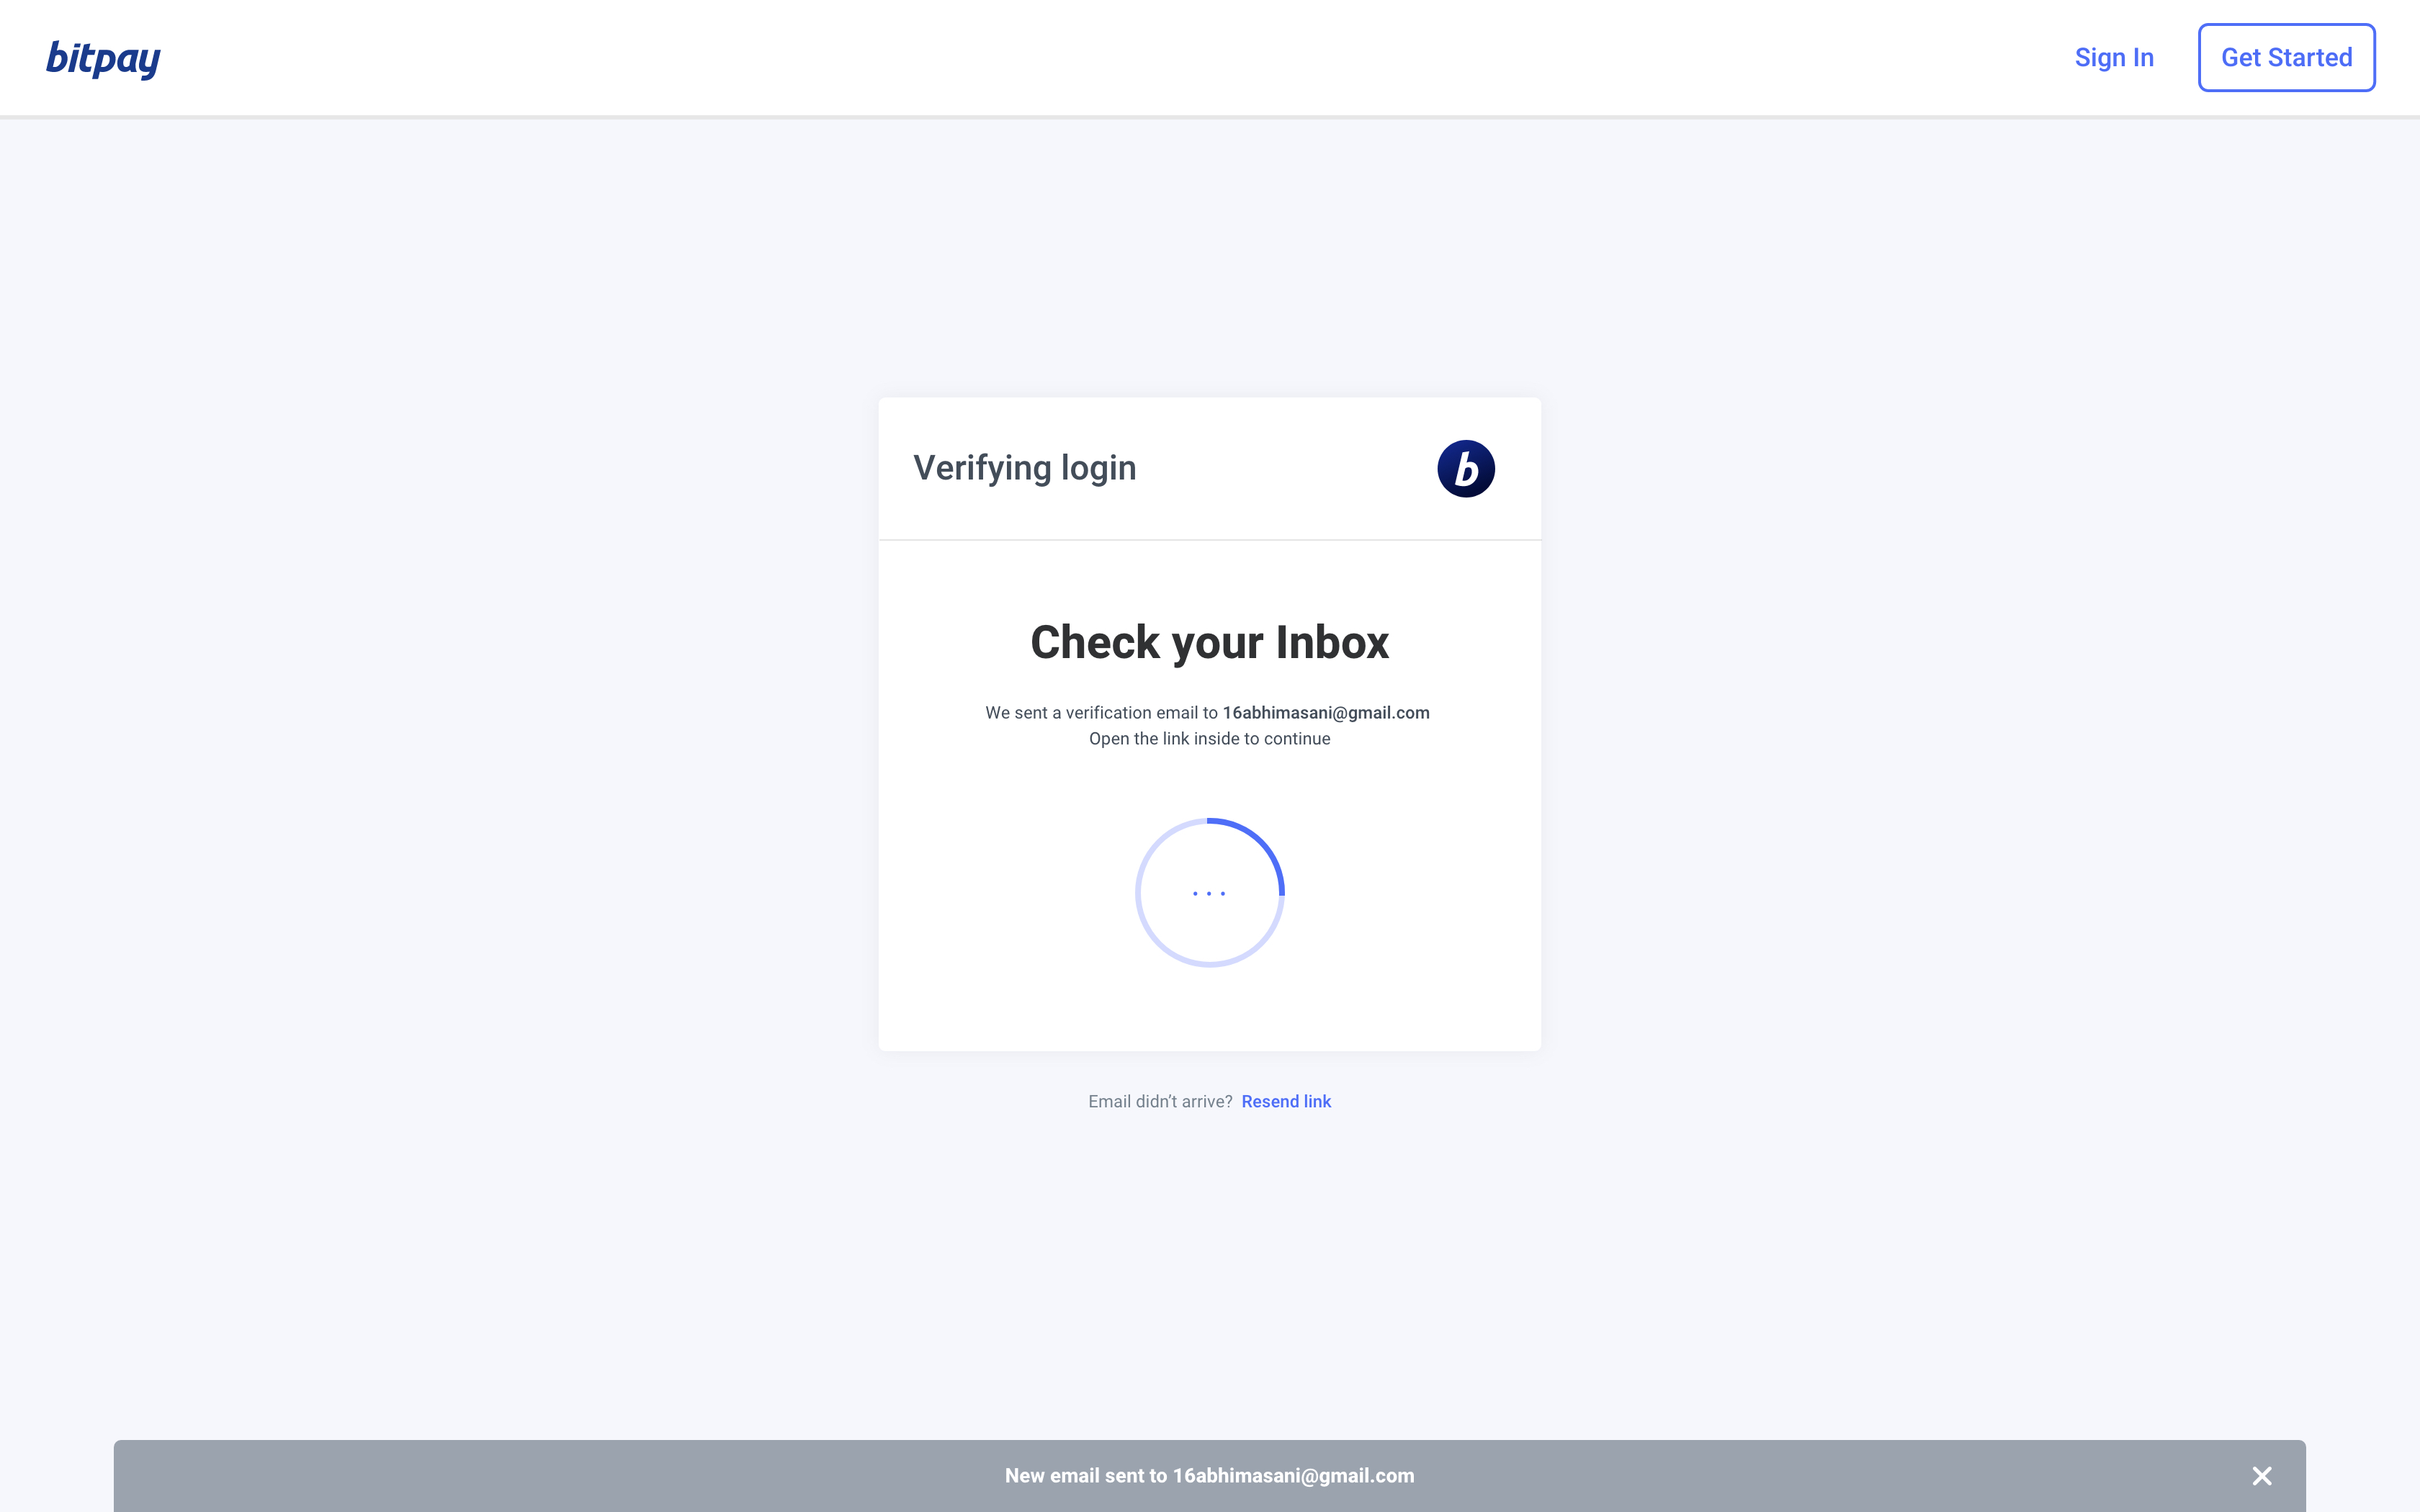 bitpay
Sign In
Get Started
Verifying login
b
Check your Inbox
We sent a verification email to 16abhimasani@gmail.com
Open the link inside to continue
Email didn't arrive? Resend link
New email sent to 16abhimasani@gmail.com